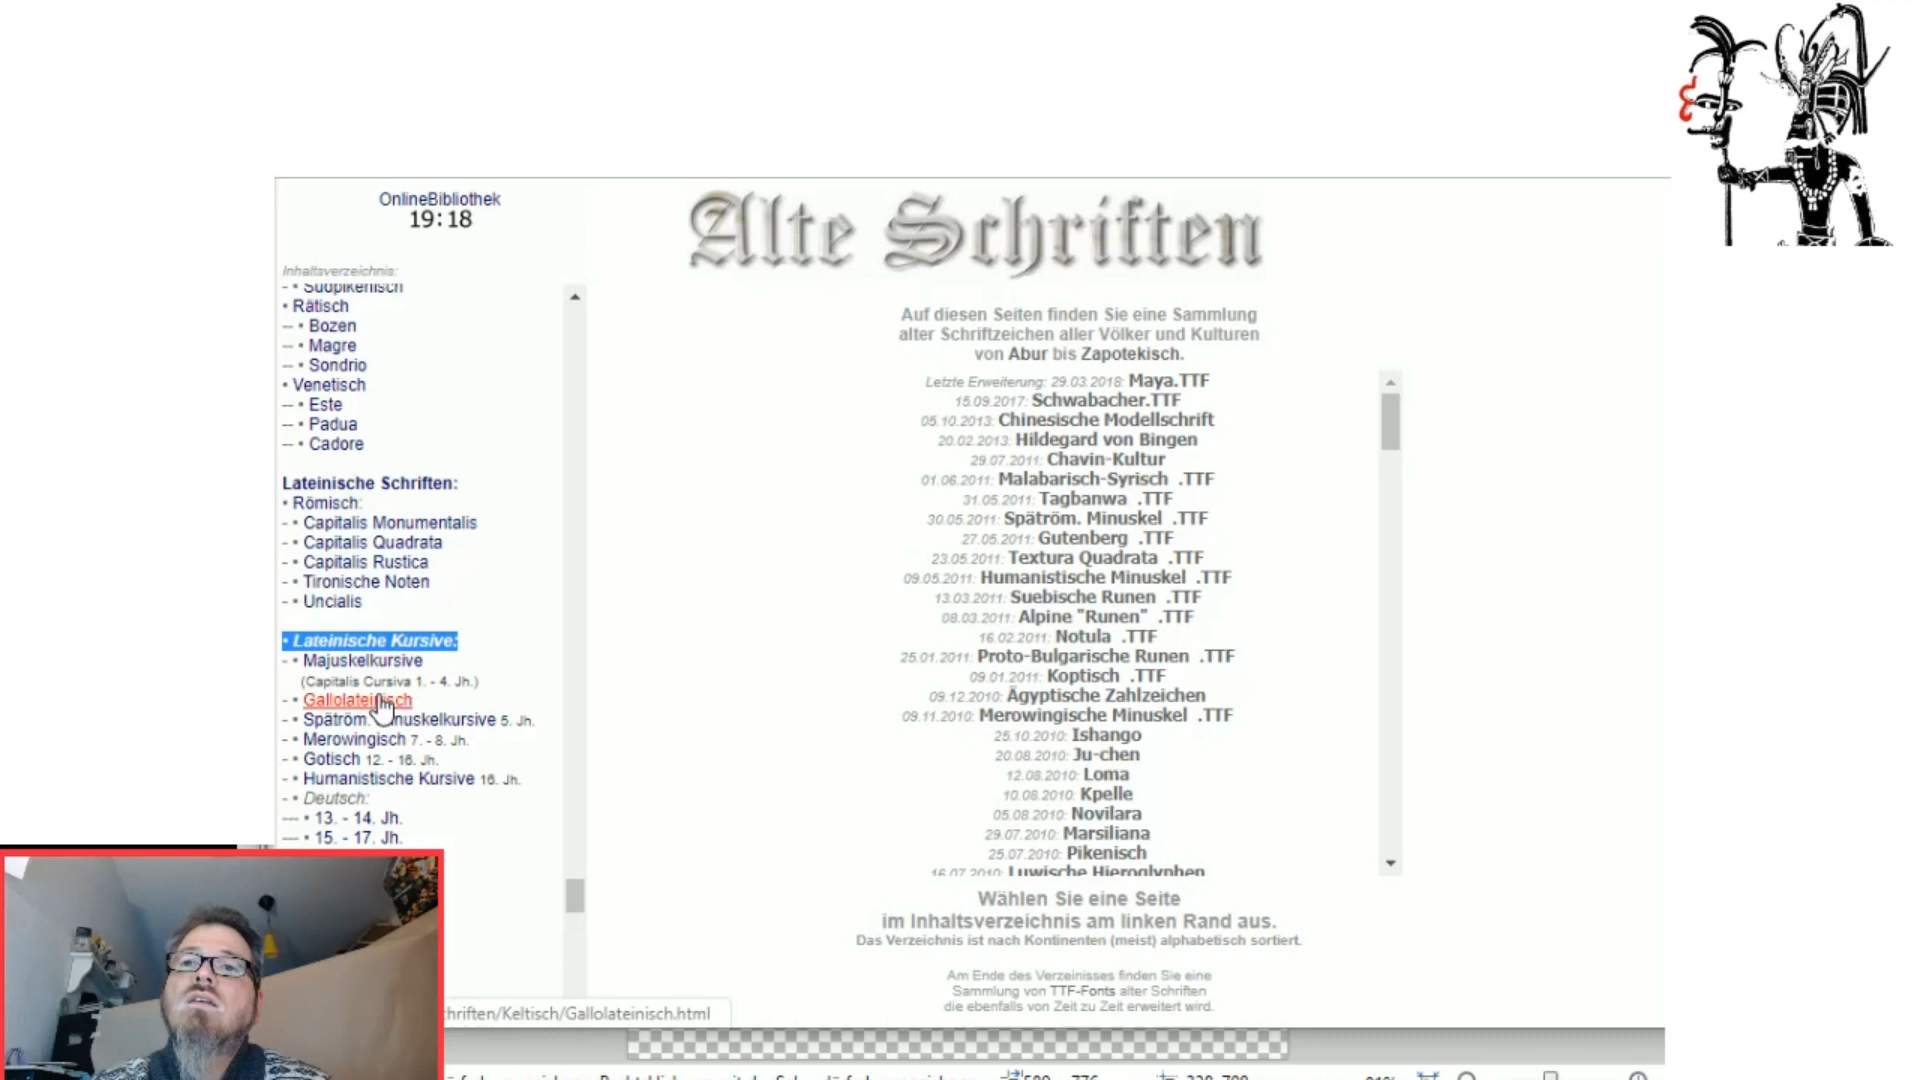 OnlineBibliothek
19:18
Inhaltsverzeichnis:
- • Südpikenisch
• Rätisch
-- • Bozen
-- • Magre
-- • Sondrio
• Venetisch
-- • Este
-- • Padua
-- • Cadore
Lateinische Schriften:
• Römisch:
- • Capitalis Monumentalis
- • Capitalis Quadrata
- • Capitalis Rustica
- • Tironische Noten
- • Uncialis
• Lateinische Kursive:
- • Majuskelkursive
(Capitalis Cursiva 1. - 4. Jh.)
- • Gallolateinisch
- • Spätröm. Minuskelkursive 5. Jh.
- • Merowingisch 7. - 8. Jh.
- • Gotisch 12. - 16. Jh.
- • Humanistische Kursive 16. Jh.
- • Deutsch:
--- • 13. - 14. Jh.
--- • 15. - 17. Jh.
Alte Schriften
Auf diesen Seiten finden Sie eine Sammlung
alter Schriftzeichen aller Völker und Kulturen
von Abur bis Zapotekisch.
Letzte Erweiterung: 29.03.2018: Maya.TTF
15.09.2017: Schwabacher.TTF
05.10.2013: Chinesische Modellschrift
20.02.2013: Hildegard von Bingen
29.07.2011: Chavin-Kultur
01.06.2011: Malabarisch-Syrisch .TTF
31.05.2011: Tagbanwa .TTF
30.05.2011: Spätröm. Minuskel .TTF
27.05.2011: Gutenberg .TTF
23.05.2011: Textura Quadrata .TTF
09.05.2011: Humanistische Minuskel .TTF
13.03.2011: Suebische Runen .TTF
08.03.2011: Alpine "Runen" .TTF
16.02.2011: Notula .TTF
25.01.2011: Proto-Bulgarische Runen .TTF
09.01.2011: Koptisch .TTF
09.12.2010: Ägyptische Zahlzeichen
09.11.2010: Merowingische Minuskel .TTF
25.10.2010: Ishango
20.08.2010: Ju-chen
12.08.2010: Loma
10.08.2010: Kpelle
05.08.2010: Novilara
29.07.2010: Marsiliana
25.07.2010: Pikenisch
16.07.2010: Luwische Hieroglyphen
Wählen Sie eine Seite
im Inhaltsverzeichnis am linken Rand aus.
Das Verzeichnis ist nach Kontinenten (meist) alphabetisch sortiert.
Am Ende des Verzeinisses finden Sie eine
Sammlung von TTF-Fonts alter Schriften
die ebenfalls von Zeit zu Zeit erweitert wird.
chriften/Keltisch/Gallolateinisch.html